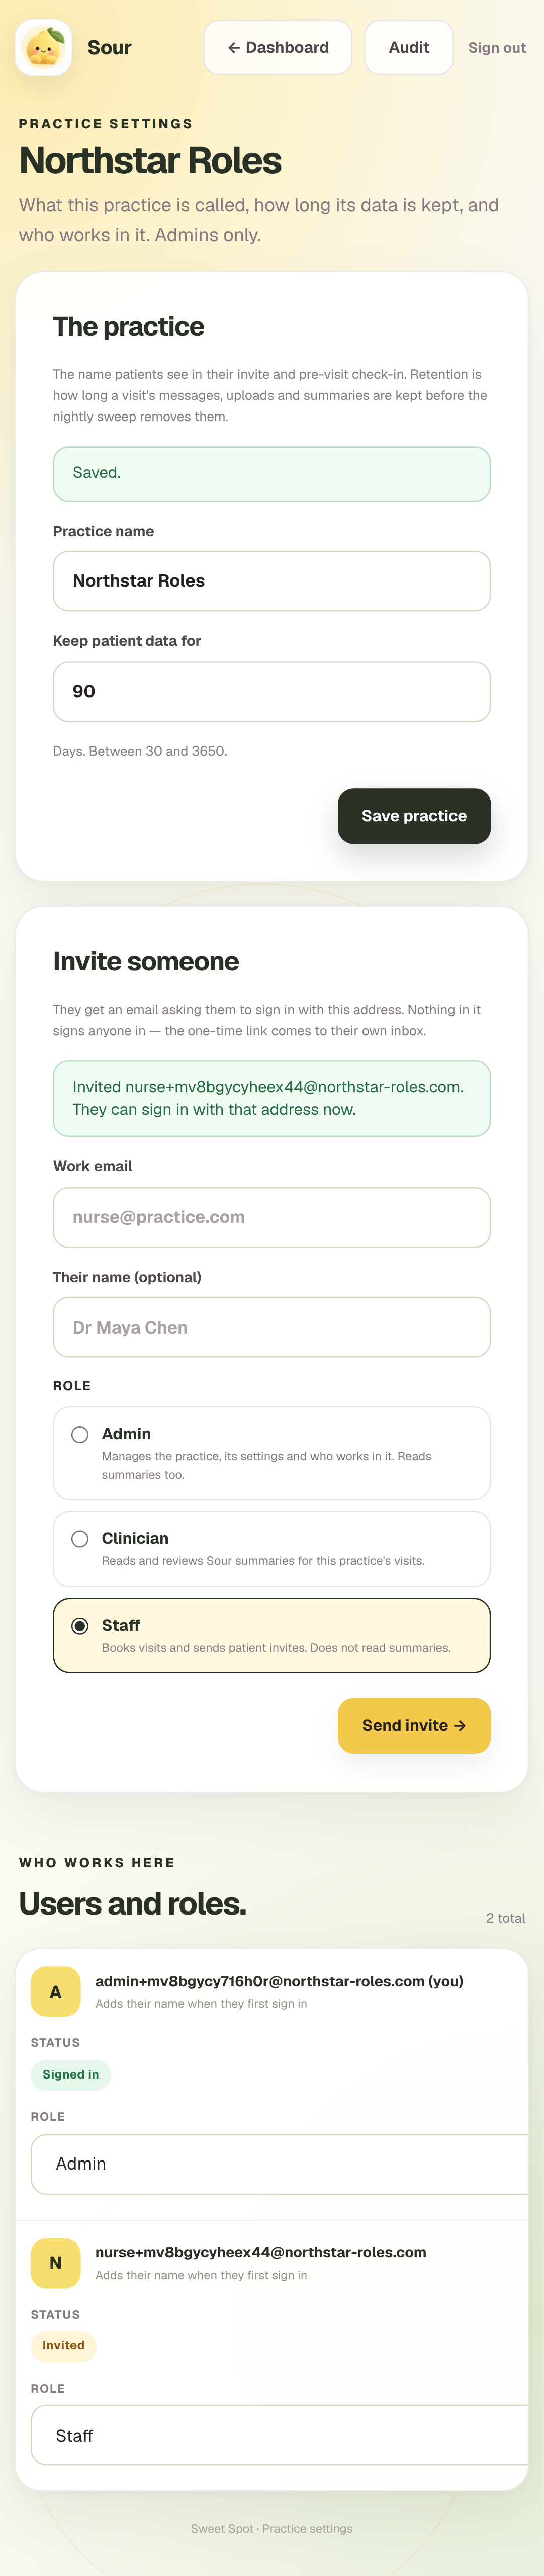 Sour
← Dashboard
Audit
Sign out
PRACTICE SETTINGS
Northstar Roles
What this practice is called, how long its data is kept, and
who works in it. Admins only.
The practice
The name patients see in their invite and pre-visit check-in. Retention is
how long a visit's messages, uploads and summaries are kept before the
nightly sweep removes them.
Saved.
Practice name
Northstar Roles
Keep patient data for
90
Days. Between 30 and 3650.
Save practice
Invite someone
They get an email asking them to sign in with this address. Nothing in it
signs anyone in — the one-time link comes to their own inbox.
Invited nurse+mv8bgycyheex44@northstar-roles.com.
They can sign in with that address now.
Work email
nurse@practice.com
Their name (optional)
Dr Maya Chen
ROLE
Admin
Manages the practice, its settings and who works in it. Reads
summaries too.
Clinician
Reads and reviews Sour summaries for this practice's visits.
Staff
Books visits and sends patient invites. Does not read summaries.
Send invite →
WHO WORKS HERE
Users and roles.
2 total
A
admin+mv8bgycy716h0r@northstar-roles.com (you)
Adds their name when they first sign in
STATUS
Signed in
ROLE
Admin
N
nurse+mv8bgycyheex44@northstar-roles.com
Adds their name when they first sign in
STATUS
Invited
ROLE
Staff
Sweet Spot · Practice settings